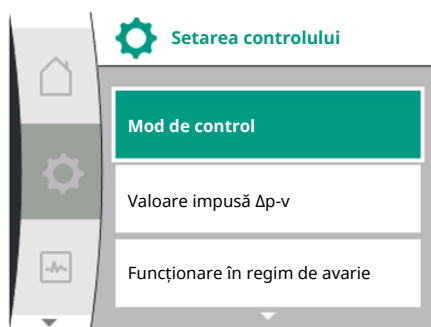 Setarea controlului
Mod de control
Valoare impusă Δp-v
Funcționare în regim de avarie